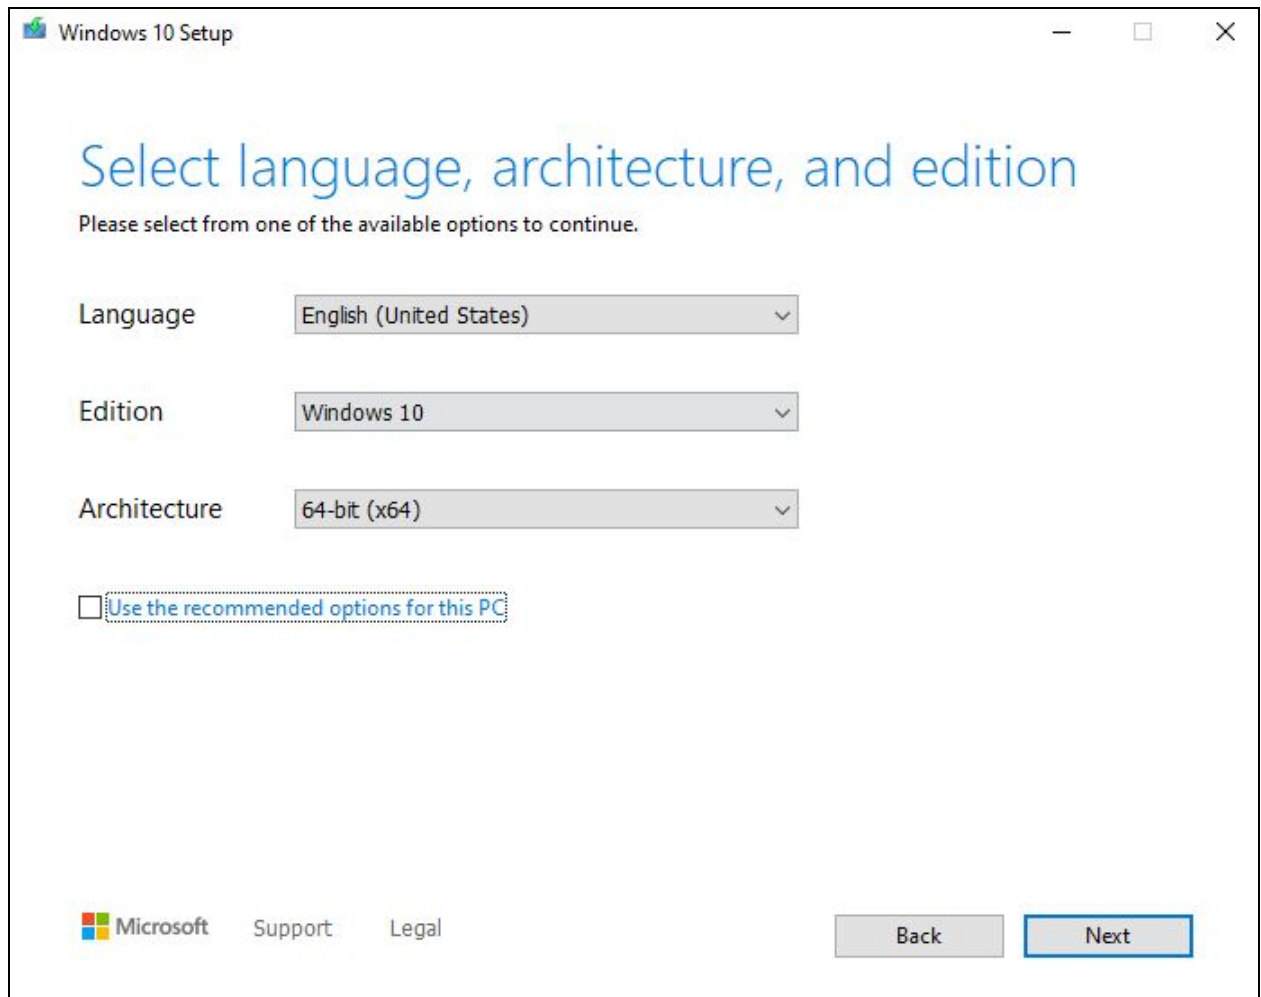 Windows 10 Setup
Select language, architecture, and edition
Please select from one of the available options to continue.
Language English (United States)
Edition Windows 10
Architecture 64-bit (x64)
Use the recommended options for this PC
Microsoft Support Legal Back Next